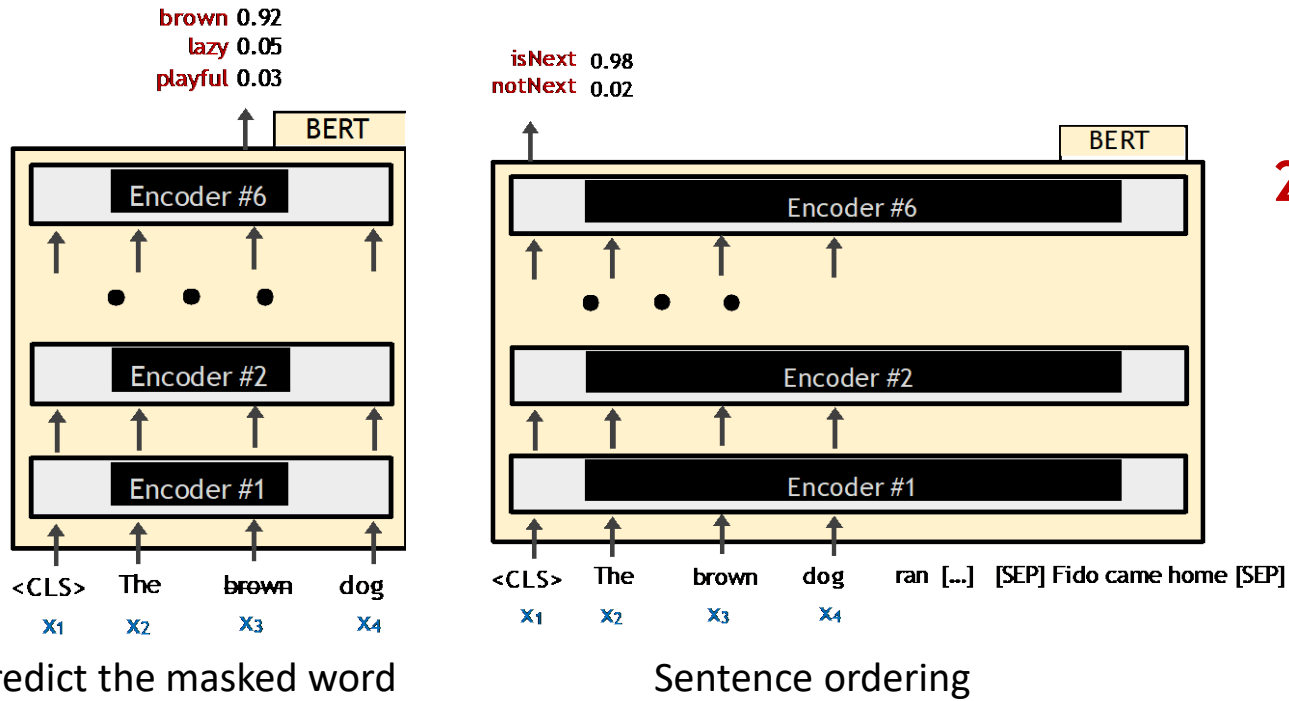 brown 0.92
lazy 0.05
playful 0.03
BERT
Encoder #6
Encoder #2
Encoder #1
<CLS> The brown dog
X1 X2 X3 X4
redict the masked word
isNext 0.98
notNext 0.02
BERT
Encoder #6
Encoder #2
Encoder #1
<CLS> The brown dog ran [...] [SEP] Fido came home [SEP]
X1 X2 X3 X4
Sentence ordering
2